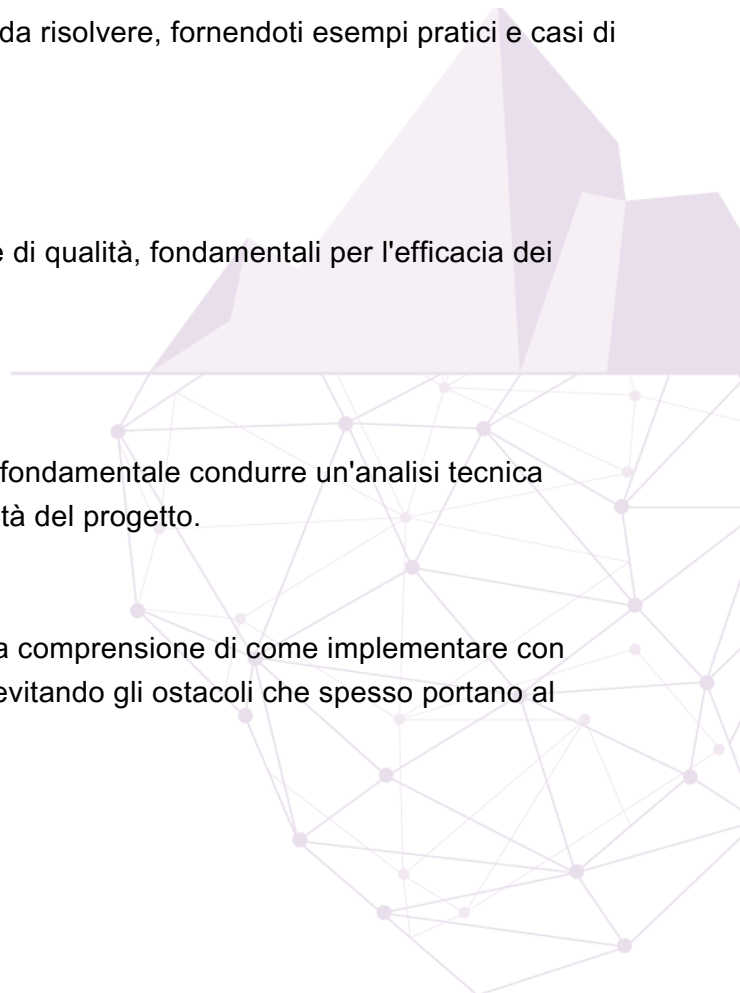 da risolvere, fornendoti esempi pratici e casi di
e di qualità, fondamentali per l'efficacia dei
fondamentale condurre un'analisi tecnica
tà del progetto.
a comprensione di come implementare con
evitando gli ostacoli che spesso portano al